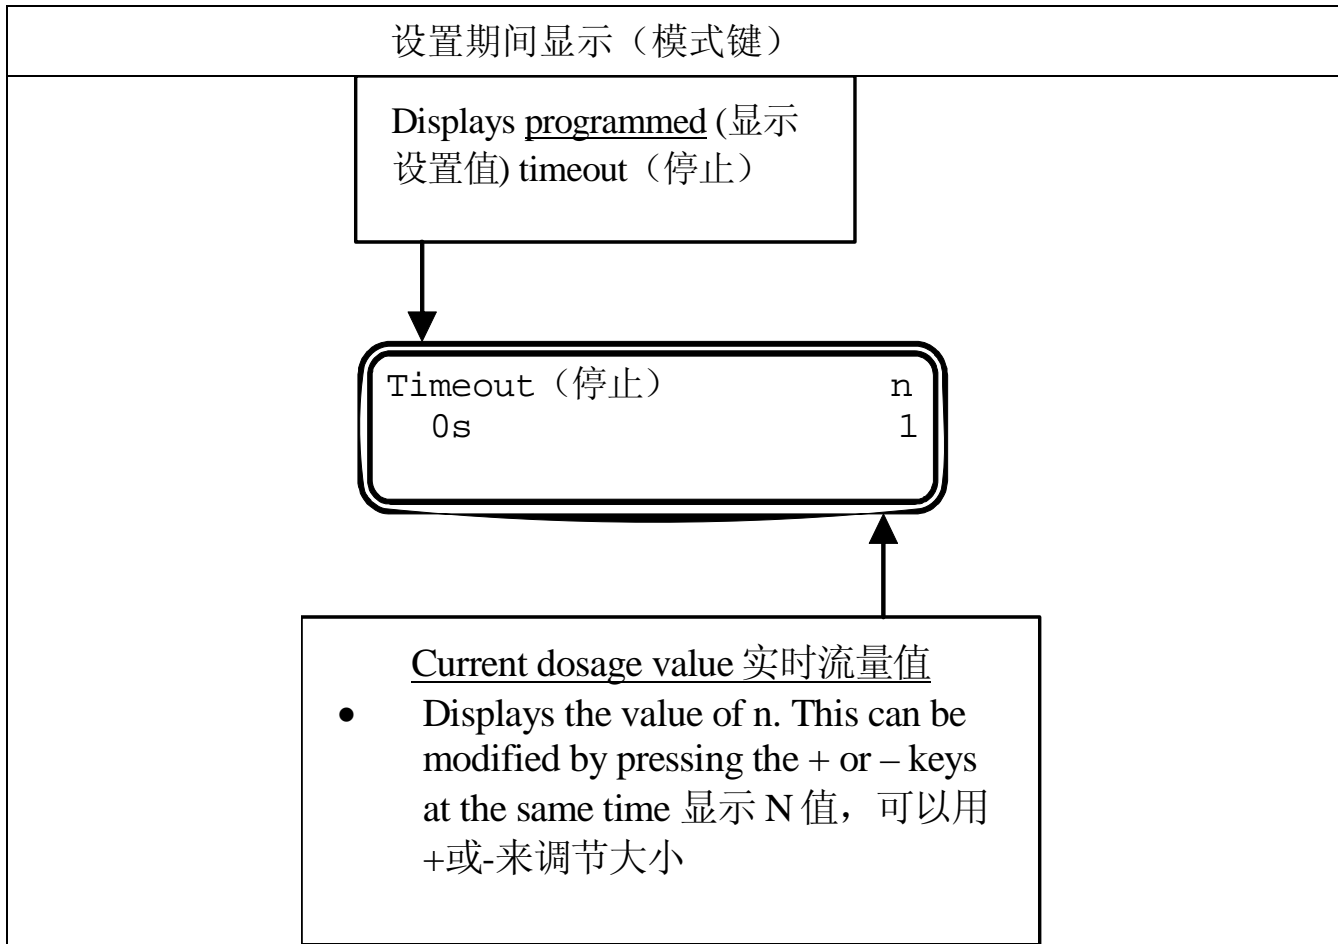 设置期间显示（模式键）
Displays programmed (显示
设置值) timeout（停止）
Timeout（停止） n
0s 1
Current dosage value 实时流量值
• Displays the value of n. This can be
modified by pressing the + or – keys
at the same time 显示 N 值，可以用
+或-来调节大小